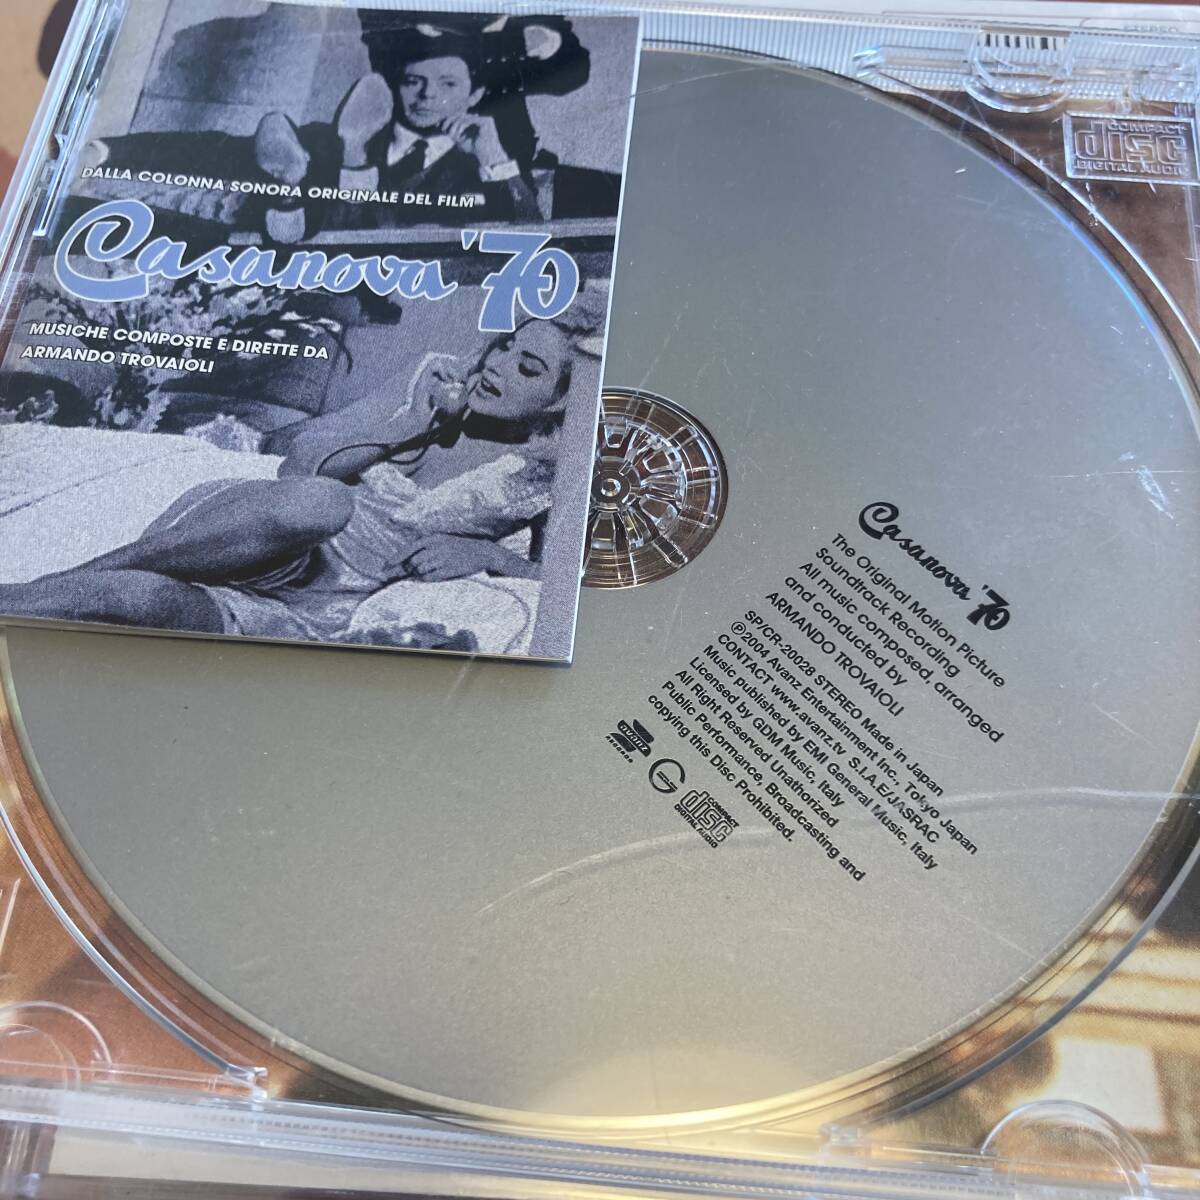 DALLA COLONNA SONORA ORIGINALE DEL FILM
Casanova '70
MUSICHE COMPOSTE E DIRETTE DA
ARMANDO TROVAIOLI
COMPACT
disc
DIGITAL AUDIO
Casanova '70
The Original Motion Picture
Soundtrack Recording
All music composed, arranged
and conducted by
ARMANDO TROVAIOLI
SP/CR-20028 STEREO Made in Japan
℗2004 Avanz Entertainment Inc., Tokyo Japan
CONTACT www.avanz.tv S.I.A.E/JASRAC
Music published by EMI General Music, Italy
Licensed by GDM Music, Italy
All Right Reserved Unathorized
Public Performance, Broadcasting and
copying this Disc Prohibited.
avanz
RECORDS
COMPACT
disc
DIGITAL AUDIO